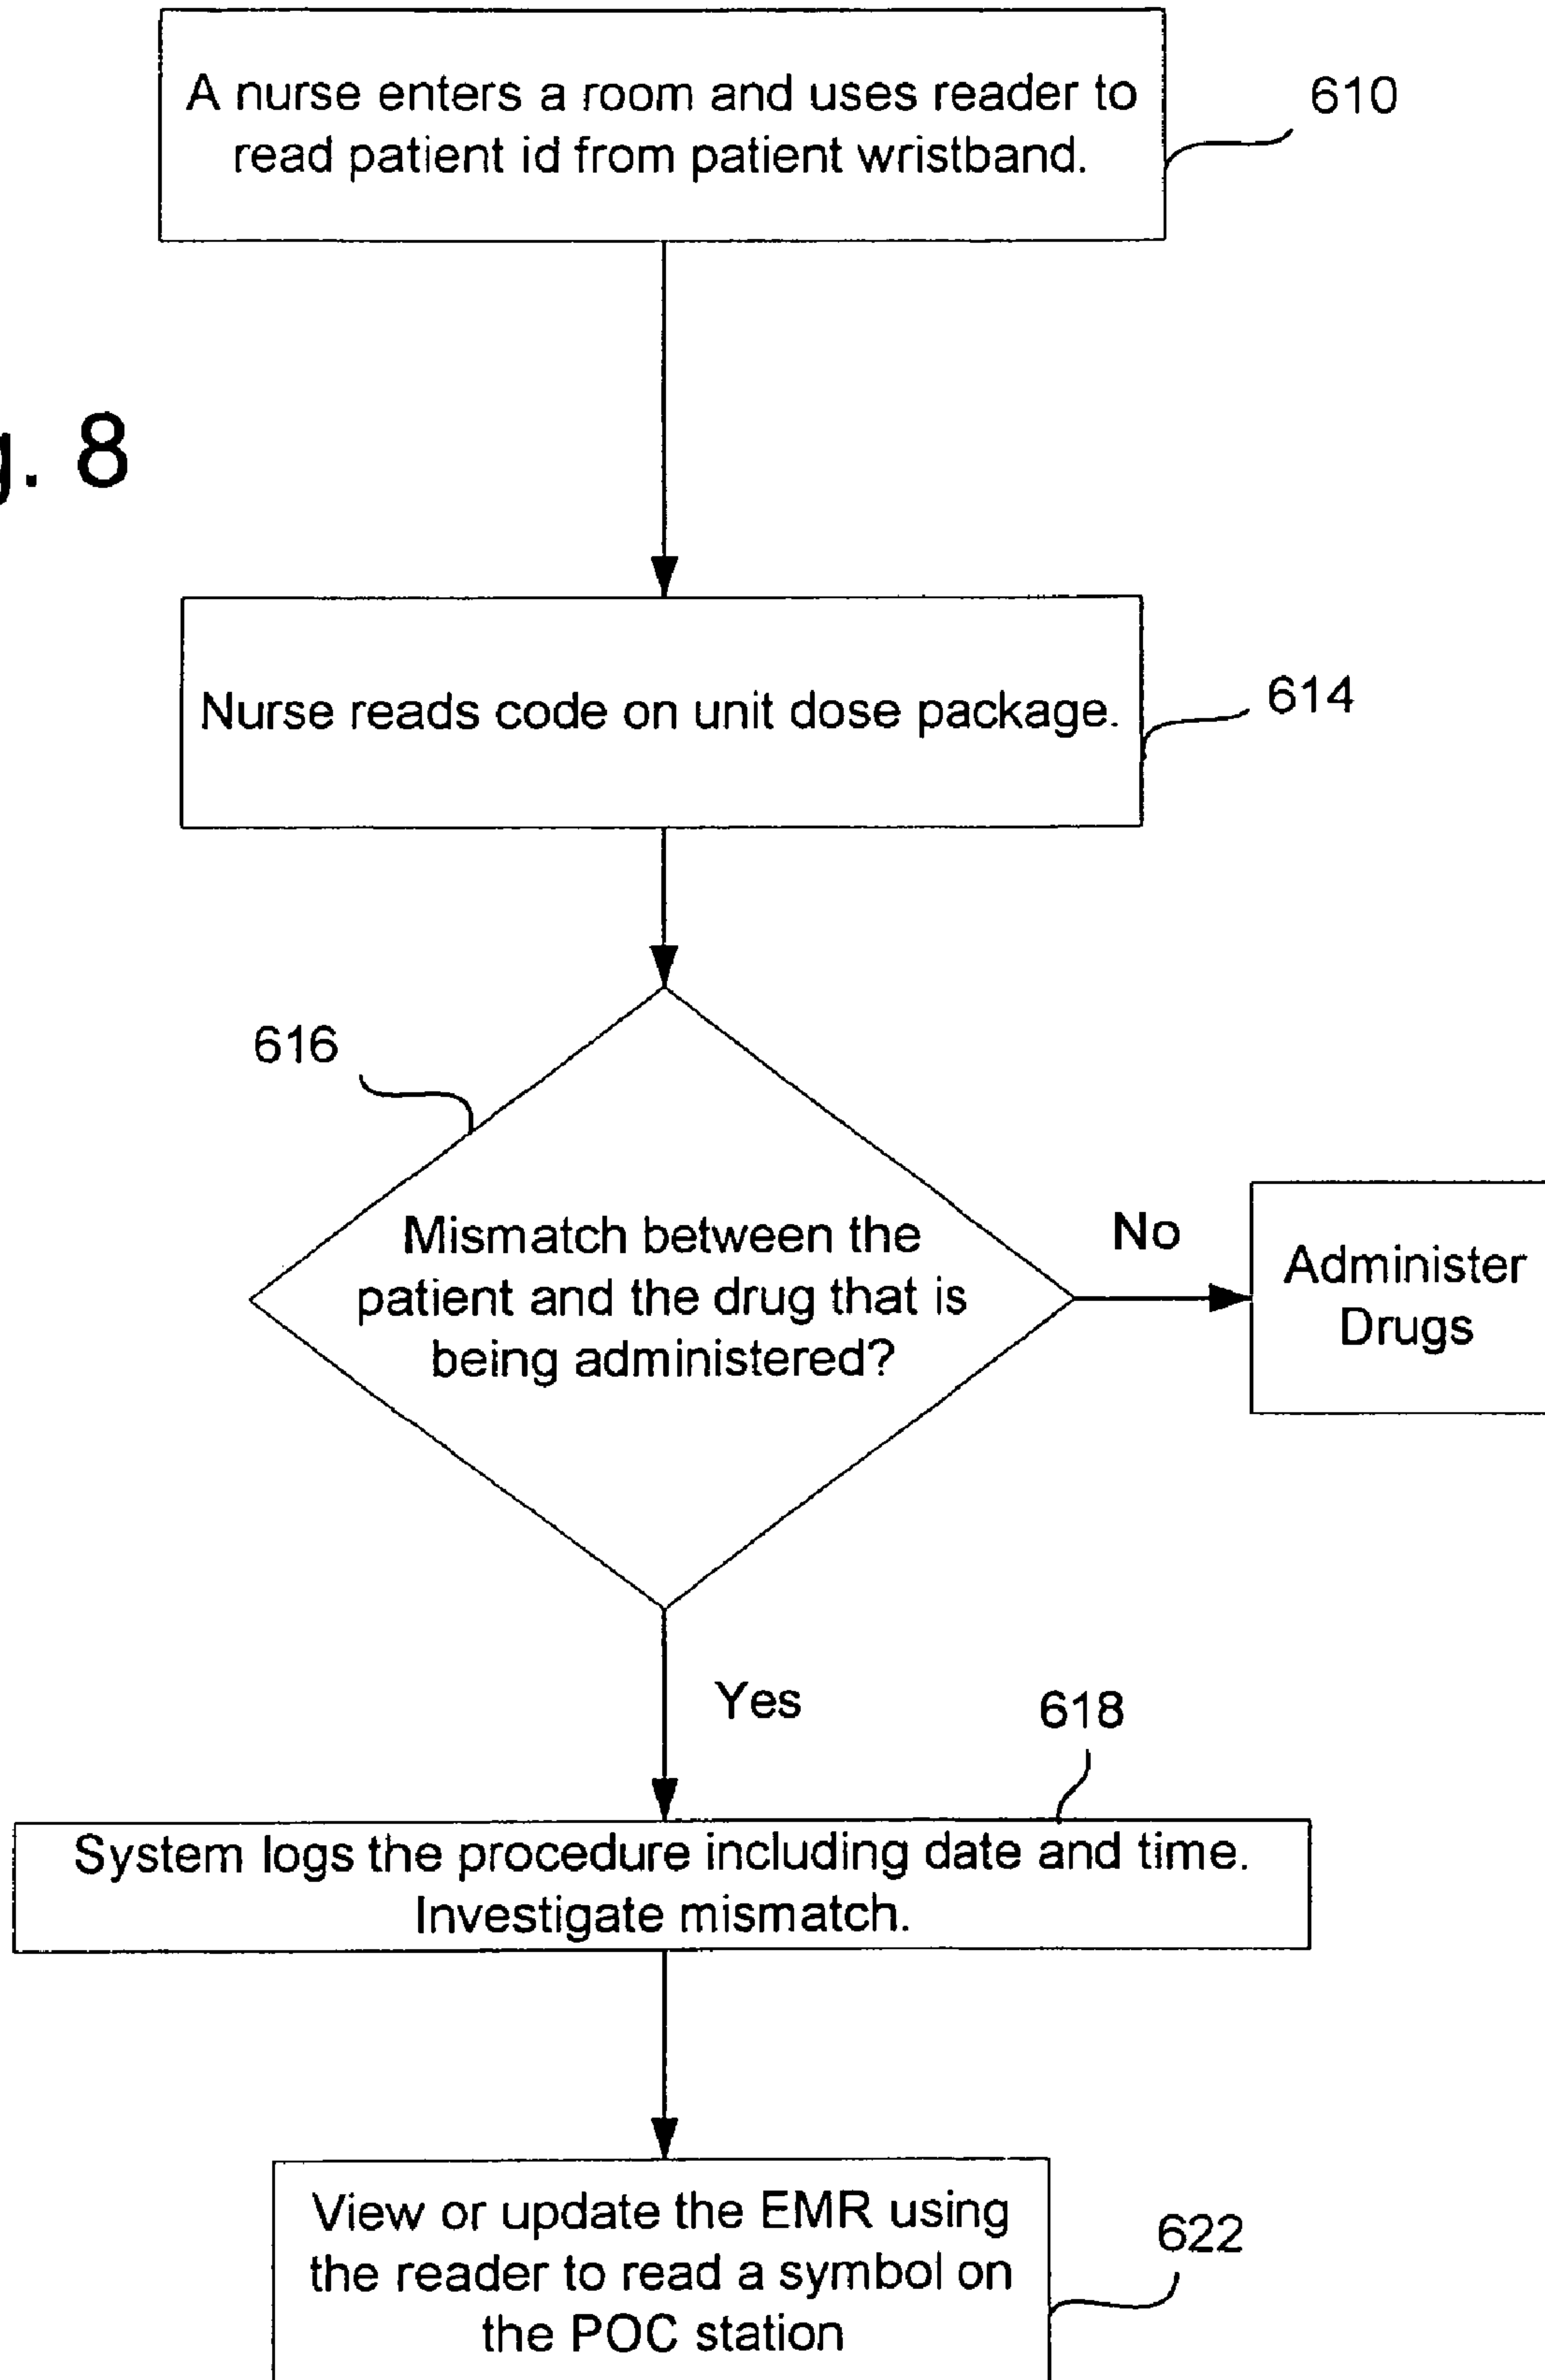 A nurse enters a room and uses reader to
read patient id from patient wristband.
610
g. 8
Nurse reads code on unit dose package.
614
616
Mismatch between the
patient and the drug that is
being administered?
No
Administer
Drugs
Yes
618
System logs the procedure including date and time.
Investigate mismatch.
View or update the EMR using
the reader to read a symbol on
the POC station
622